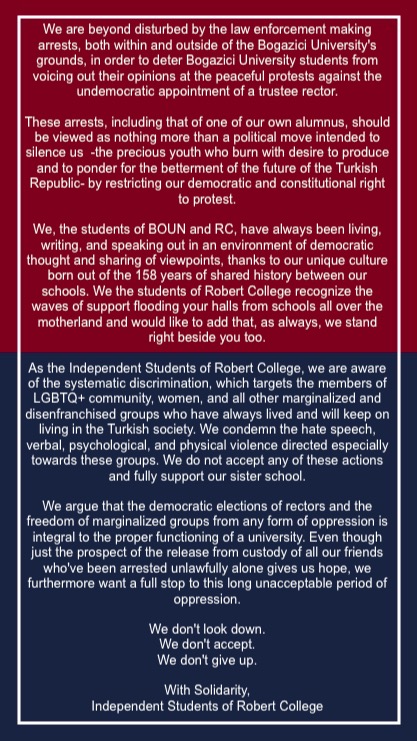 We are beyond disturbed by the law enforcement making
arrests, both within and outside of the Bogazici University's
grounds, in order to deter Bogazici University students from
voicing out their opinions at the peaceful protests against the
undemocratic appointment of a trustee rector.
These arrests, including that of one of our own alumnus, should
be viewed as nothing more than a political move intended to
silence us -the precious youth who burn with desire to produce
and to ponder for the betterment of the future of the Turkish
Republic- by restricting our democratic and constitutional right
to protest.
We, the students of BOUN and RC, have always been living,
writing, and speaking out in an environment of democratic
thought and sharing of viewpoints, thanks to our unique culture
born out of the 158 years of shared history between our
schools. We the students of Robert College recognize the
waves of support flooding your halls from schools all over the
motherland and would like to add that, as always, we stand
right beside you too.
As the Independent Students of Robert College, we are aware
of the systematic discrimination, which targets the members of
LGBTQ+ community, women, and all other marginalized and
disenfranchised groups who have always lived and will keep on
living in the Turkish society. We condemn the hate speech,
verbal, psychological, and physical violence directed especially
towards these groups. We do not accept any of these actions
and fully support our sister school.
We argue that the democratic elections of rectors and the
freedom of marginalized groups from any form of oppression is
integral to the proper functioning of a university. Even though
just the prospect of the release from custody of all our friends
who've been arrested unlawfully alone gives us hope, we
furthermore want a full stop to this long unacceptable period of
oppression.
We don't look down.
We don't accept.
We don't give up.
With Solidarity,
Independent Students of Robert College